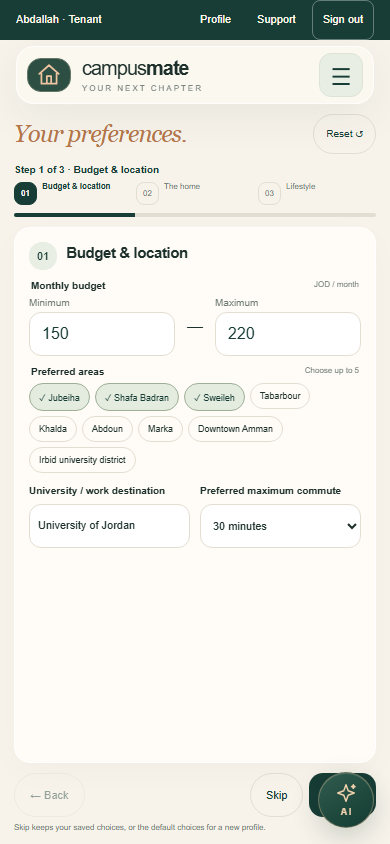 Abdallah · Tenant Profile Support Sign out
campusmate
YOUR NEXT CHAPTER
Your preferences. Reset ↺
Step 1 of 3 · Budget & location
01 Budget & location 02 The home 03 Lifestyle
01 Budget & location
Monthly budget JOD / month
Minimum Maximum
150 — 220
Preferred areas Choose up to 5
✓ Jubeiha ✓ Shafa Badran ✓ Sweileh Tabarbour
Khalda Abdoun Marka Downtown Amman
Irbid university district
University / work destination Preferred maximum commute
University of Jordan 30 minutes
← Back Skip AI
Skip keeps your saved choices, or the default choices for a new profile.